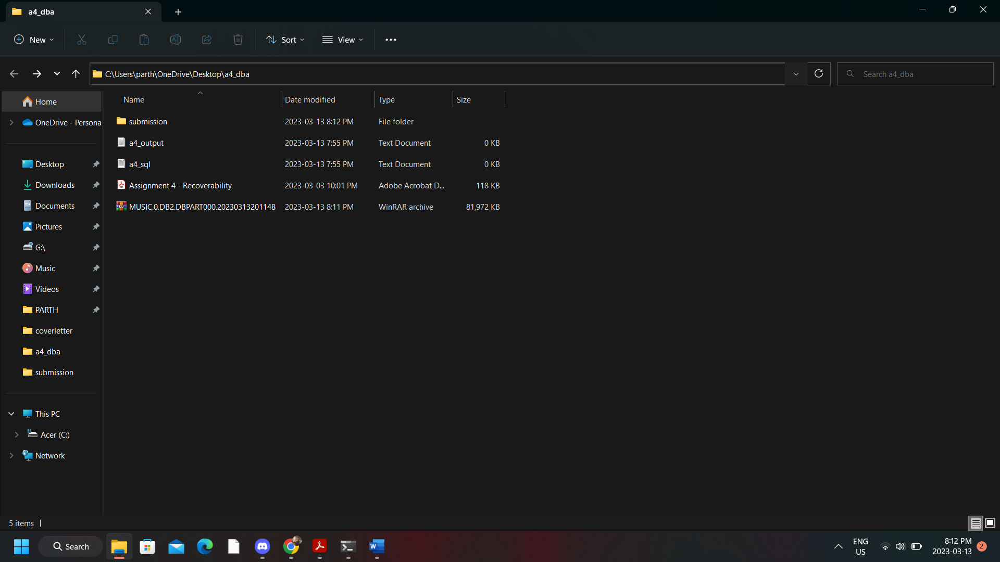 a4_dba
New
Sort
View
C:\Users\parth\OneDrive\Desktop\a4_dba
Search a4_dba
Name Date modified Type Size
submission 2023-03-13 8:12 PM File folder
a4_output 2023-03-13 7:55 PM Text Document 0 KB
a4_sql 2023-03-13 7:55 PM Text Document 0 KB
Assignment 4 - Recoverability 2023-03-03 10:01 PM Adobe Acrobat D... 118 KB
MUSIC.0.DB2.DBPART000.20230313201148 2023-03-13 8:11 PM WinRAR archive 81,972 KB
Home
OneDrive - Persona
Desktop
Downloads
Documents
Pictures
G:\
Music
Videos
PARTH
coverletter
a4_dba
submission
This PC
Acer (C:)
Network
5 items
Search
ENG
US
8:12 PM
2023-03-13
2